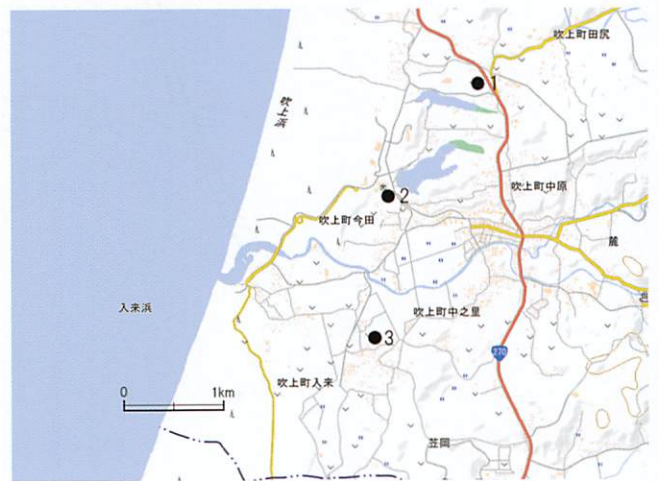 吹上町田尻
1
吹上浜
吹上町中原
2
吹上町今田
麓
入来浜
吹上町中之里
3
270
0
1km
吹上町入来
笠岡